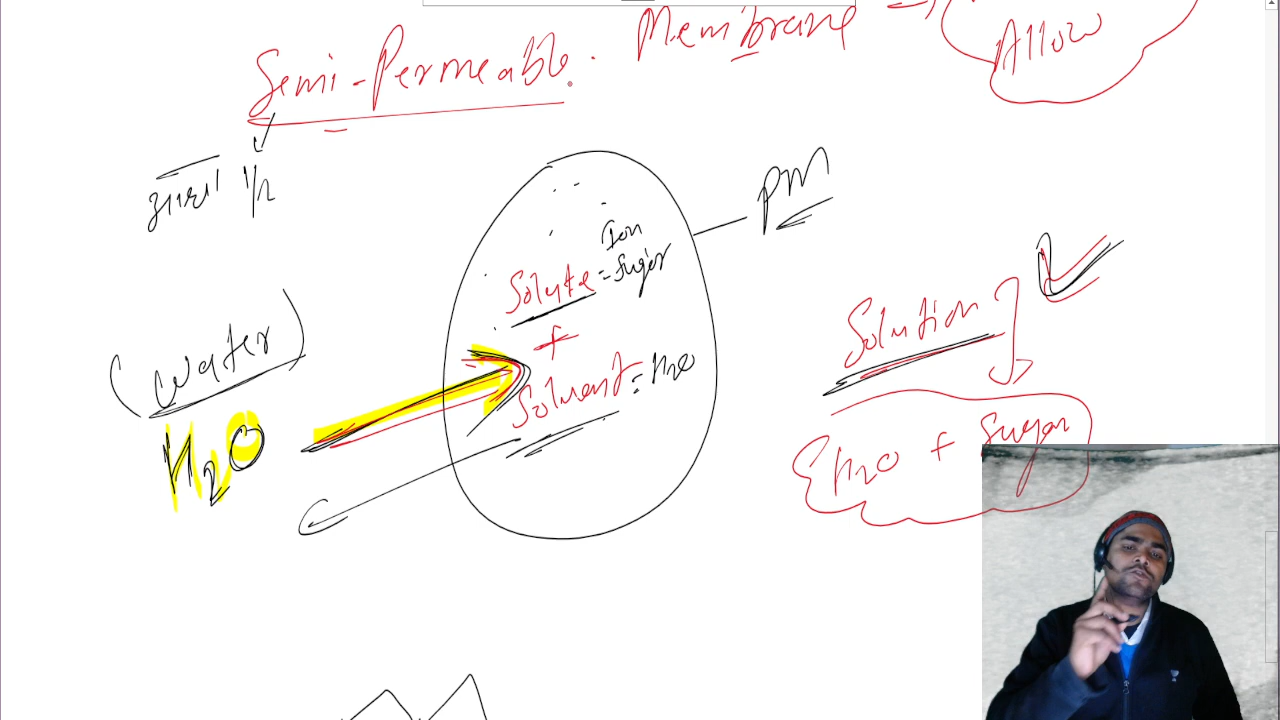 Semi-Permeable. Membrane →
Allow
आधा 1/2
PM
Ion
Solute = Sugar
+
Solvent = H2O
(Water)
H2O
Solution
{H2O + Sugar